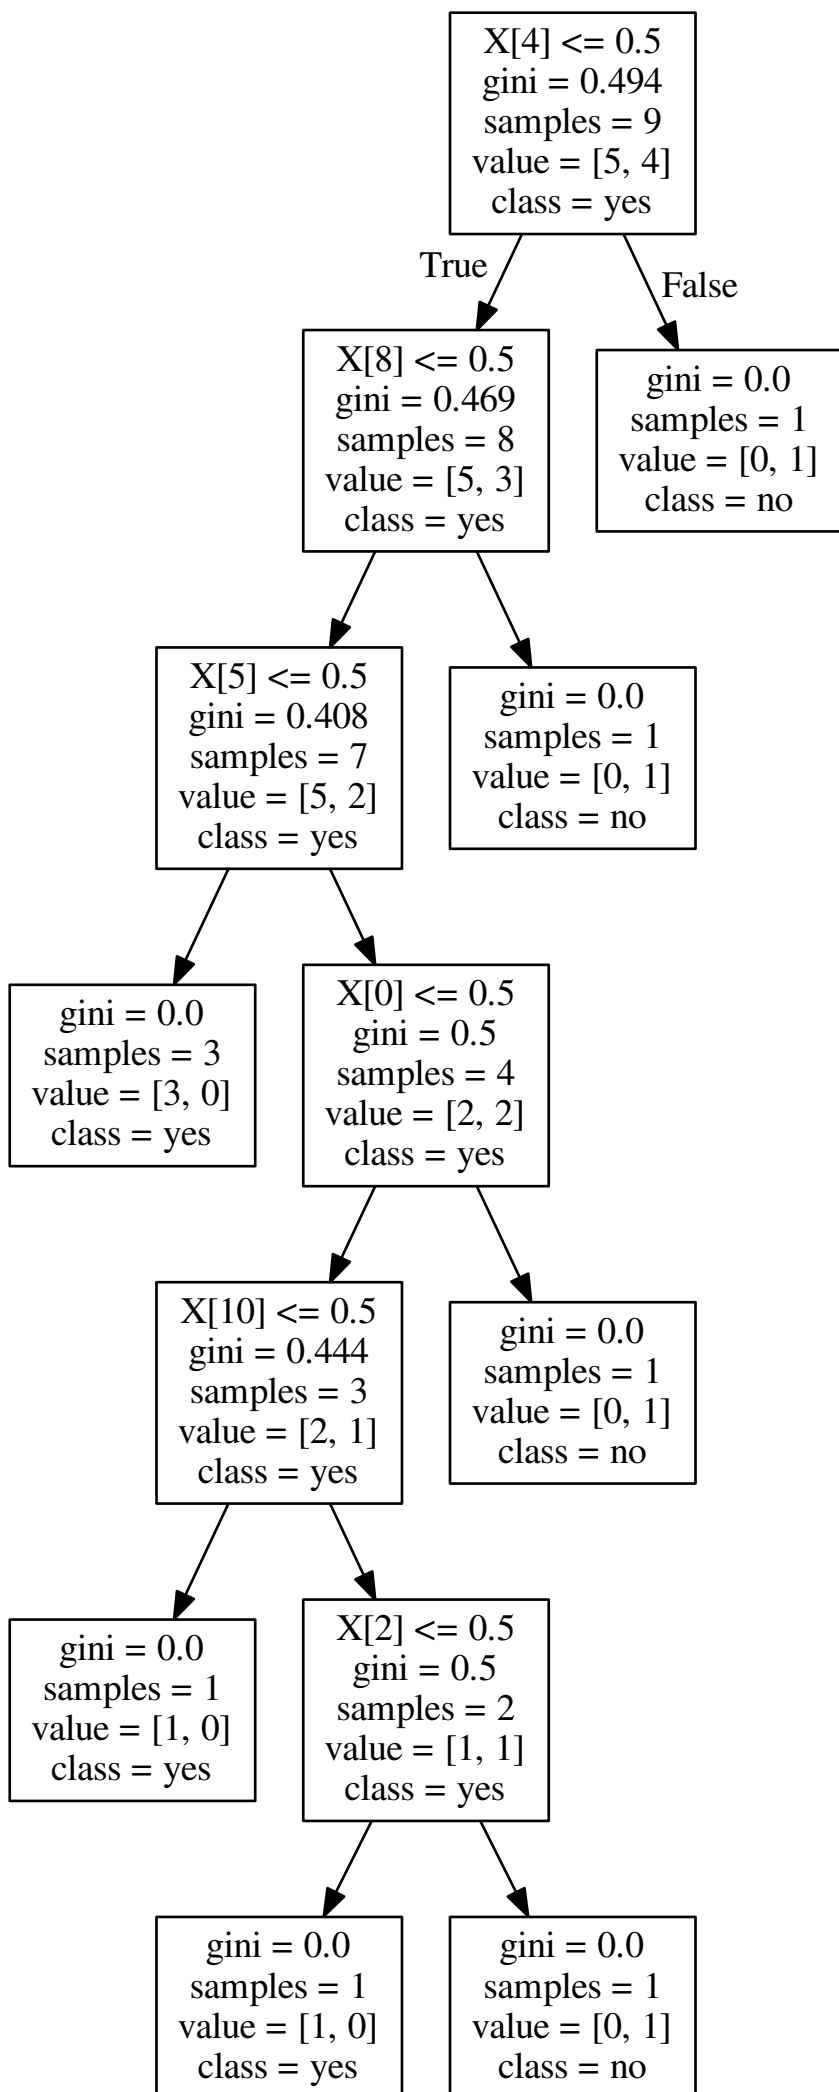 X[4] <= 0.5
gini = 0.494
samples = 9
value = [5, 4]
class = yes
True
False
X[8] <= 0.5
gini = 0.469
samples = 8
value = [5, 3]
class = yes
gini = 0.0
samples = 1
value = [0, 1]
class = no
X[5] <= 0.5
gini = 0.408
samples = 7
value = [5, 2]
class = yes
gini = 0.0
samples = 1
value = [0, 1]
class = no
gini = 0.0
samples = 3
value = [3, 0]
class = yes
X[0] <= 0.5
gini = 0.5
samples = 4
value = [2, 2]
class = yes
X[10] <= 0.5
gini = 0.444
samples = 3
value = [2, 1]
class = yes
gini = 0.0
samples = 1
value = [0, 1]
class = no
gini = 0.0
samples = 1
value = [1, 0]
class = yes
X[2] <= 0.5
gini = 0.5
samples = 2
value = [1, 1]
class = yes
gini = 0.0
samples = 1
value = [1, 0]
class = yes
gini = 0.0
samples = 1
value = [0, 1]
class = no